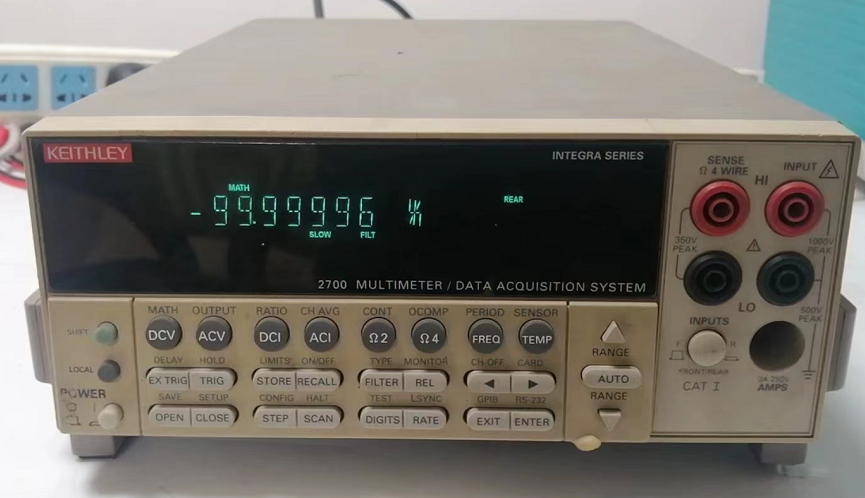 KEITHLEY
INTEGRA SERIES
MATH
-99.99996 %
REAR
SLOW FILT
2700 MULTIMETER / DATA ACQUISITION SYSTEM
SENSE
Ω 4 WIRE
INPUT
HI
350V
PEAK
1000V
PEAK
LO
500V
PEAK
INPUTS
F R
FRONT/REAR
CAT I
3A 250V
AMPS
MATH OUTPUT RATIO CH AVG CONT OCOMP PERIOD SENSOR
SHIFT
DCV ACV DCI ACI Ω2 Ω4 FREQ TEMP
DELAY HOLD LIMITS ON/OFF TYPE MONITOR CH-OFF CARD
LOCAL
EX TRIG TRIG STORE RECALL FILTER REL
POWER
SAVE SETUP CONFIG HALT TEST LSYNC GPIB RS-232
OPEN CLOSE STEP SCAN DIGITS RATE EXIT ENTER
RANGE
AUTO
RANGE